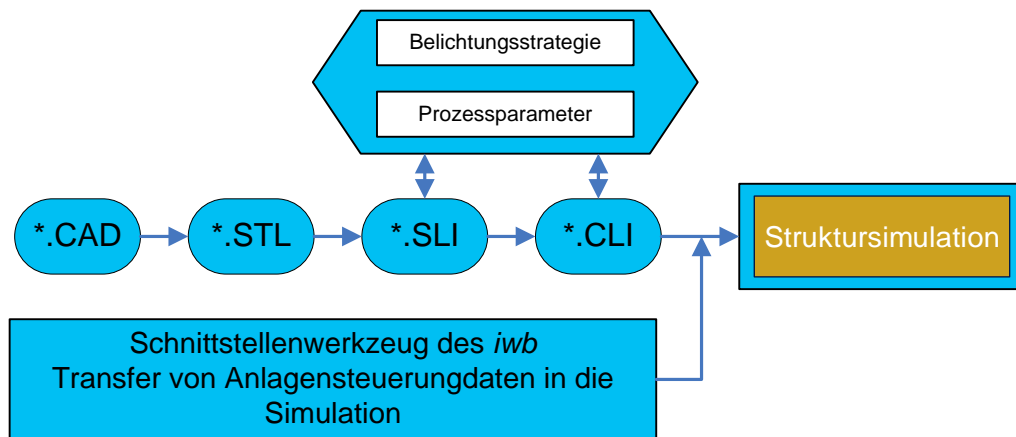 Belichtungsstrategie
Prozessparameter
*.CAD
*.STL
*.SLI
*.CLI
Struktursimulation
Schnittstellenwerkzeug des iwb
Transfer von Anlagensteuerungdaten in die
Simulation